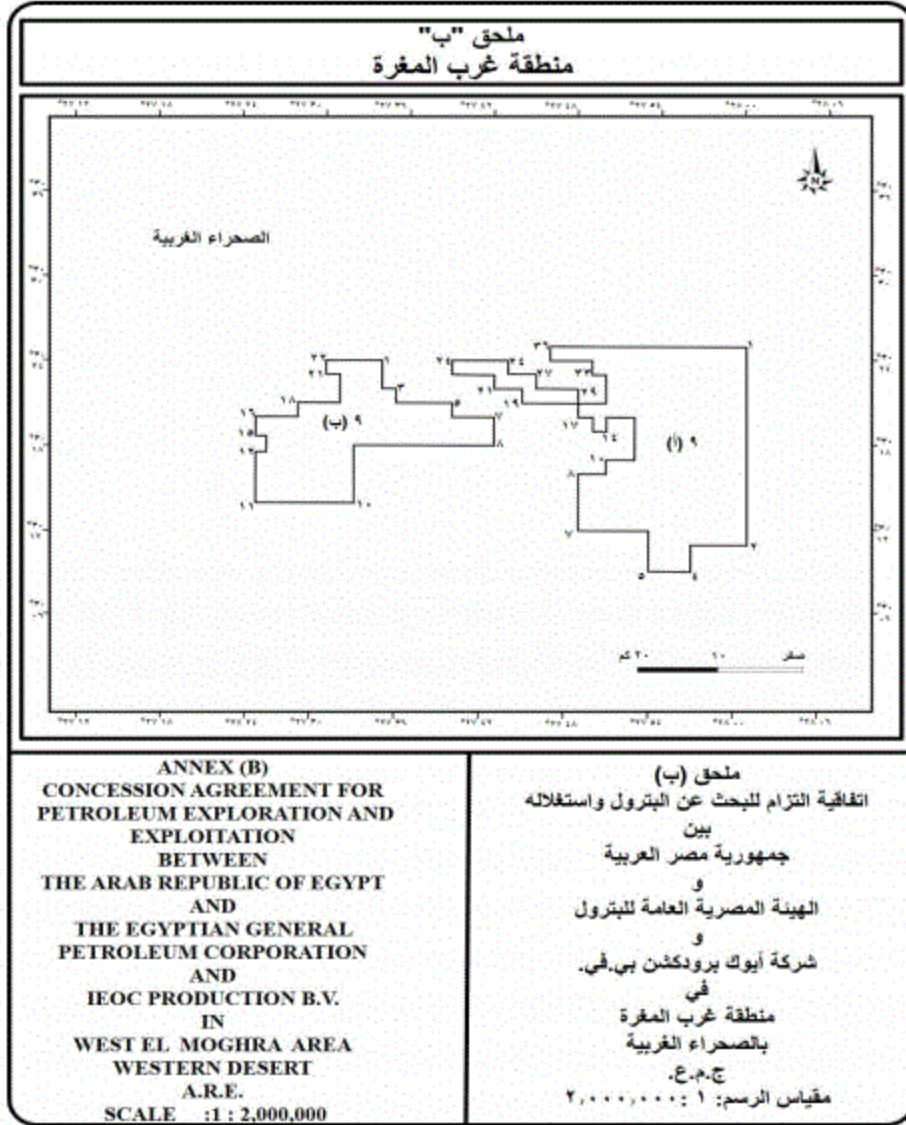 ملحق "ب"
منطقة غرب المغرة
N
الصحراء الغربية
٩ (ب)
٩ (أ)
صفر ١٠ ٢٠ كم
ANNEX (B)
CONCESSION AGREEMENT FOR
PETROLEUM EXPLORATION AND
EXPLOITATION
BETWEEN
THE ARAB REPUBLIC OF EGYPT
AND
THE EGYPTIAN GENERAL
PETROLEUM CORPORATION
AND
IEOC PRODUCTION B.V.
IN
WEST EL MOGHRA AREA
WESTERN DESERT
A.R.E.
SCALE :1 : 2,000,000
ملحق (ب)
اتفاقية التزام للبحث عن البترول واستغلاله
بين
جمهورية مصر العربية
و
الهيئة المصرية العامة للبترول
و
شركة أيوك برودكشن بي.في.
في
منطقة غرب المغرة
بالصحراء الغربية
ج.م.ع.
مقياس الرسم: ١ : ٢,٠٠٠,٠٠٠